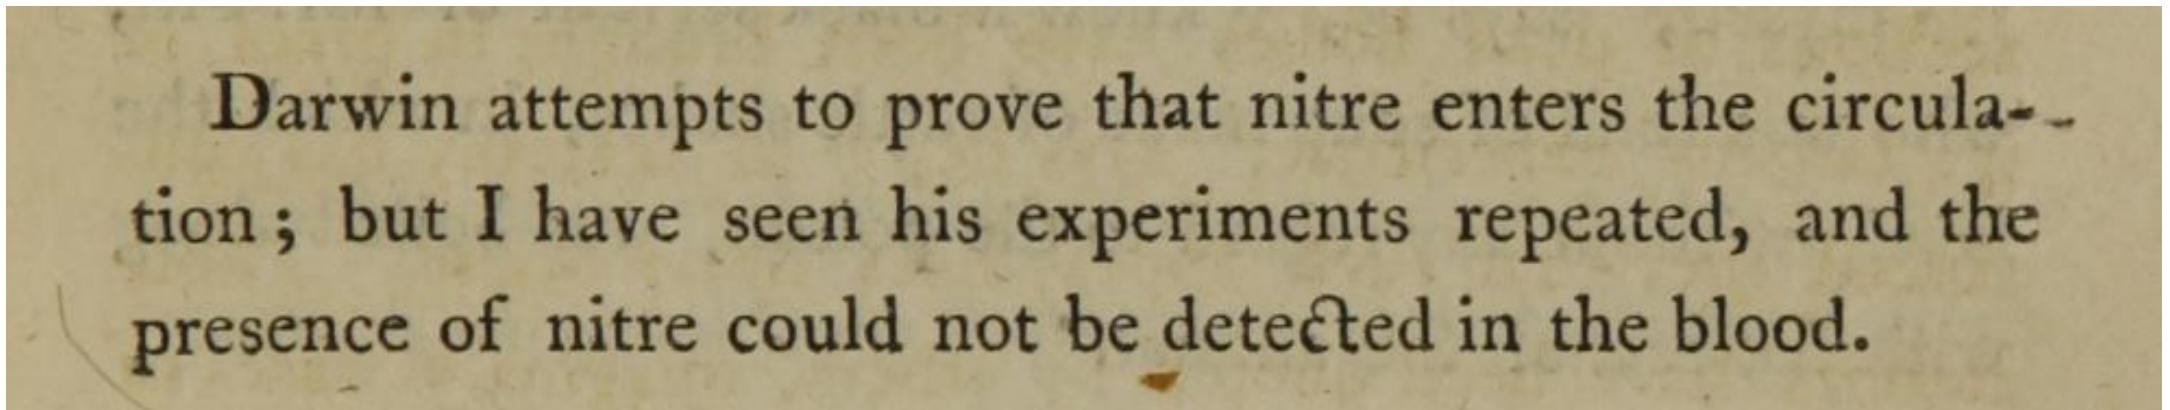 Darwin attempts to prove that nitre enters the circula-
tion; but I have seen his experiments repeated, and the
presence of nitre could not be detected in the blood.